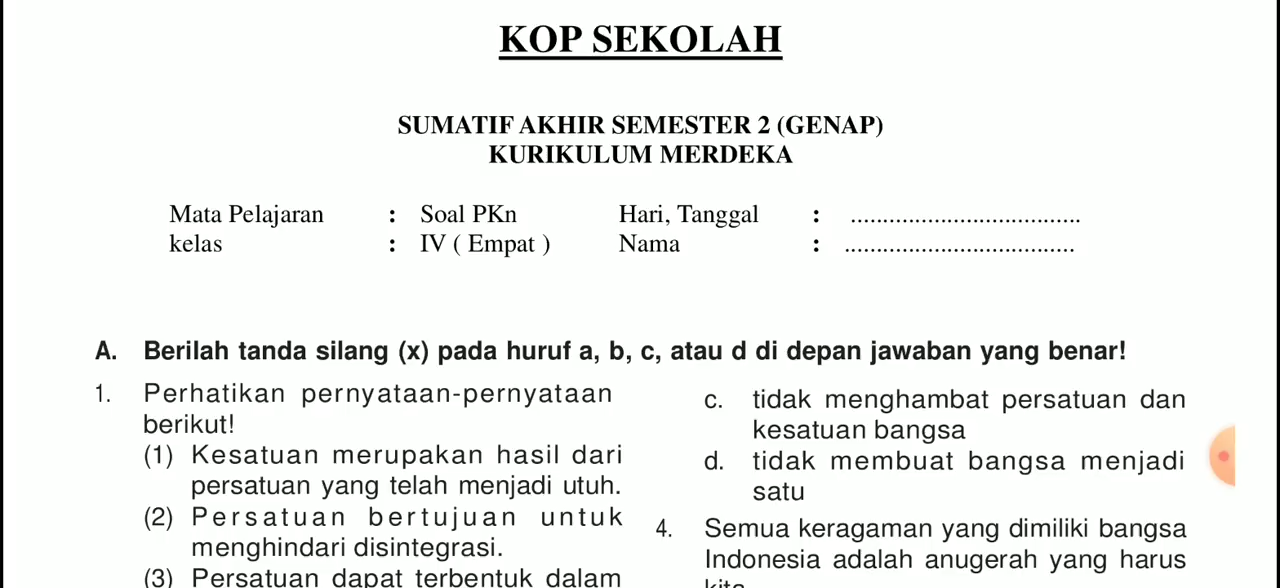 KOP SEKOLAH
SUMATIF AKHIR SEMESTER 2 (GENAP)
KURIKULUM MERDEKA
Mata Pelajaran : Soal PKn Hari, Tanggal : ....................................
kelas : IV ( Empat ) Nama : ....................................
A. Berilah tanda silang (x) pada huruf a, b, c, atau d di depan jawaban yang benar!
1. Perhatikan pernyataan-pernyataan
berikut!
(1) Kesatuan merupakan hasil dari
persatuan yang telah menjadi utuh.
(2) Persatuan bertujuan untuk
menghindari disintegrasi.
(3) Persatuan dapat terbentuk dalam
c. tidak menghambat persatuan dan
kesatuan bangsa
d. tidak membuat bangsa menjadi
satu
4. Semua keragaman yang dimiliki bangsa
Indonesia adalah anugerah yang harus